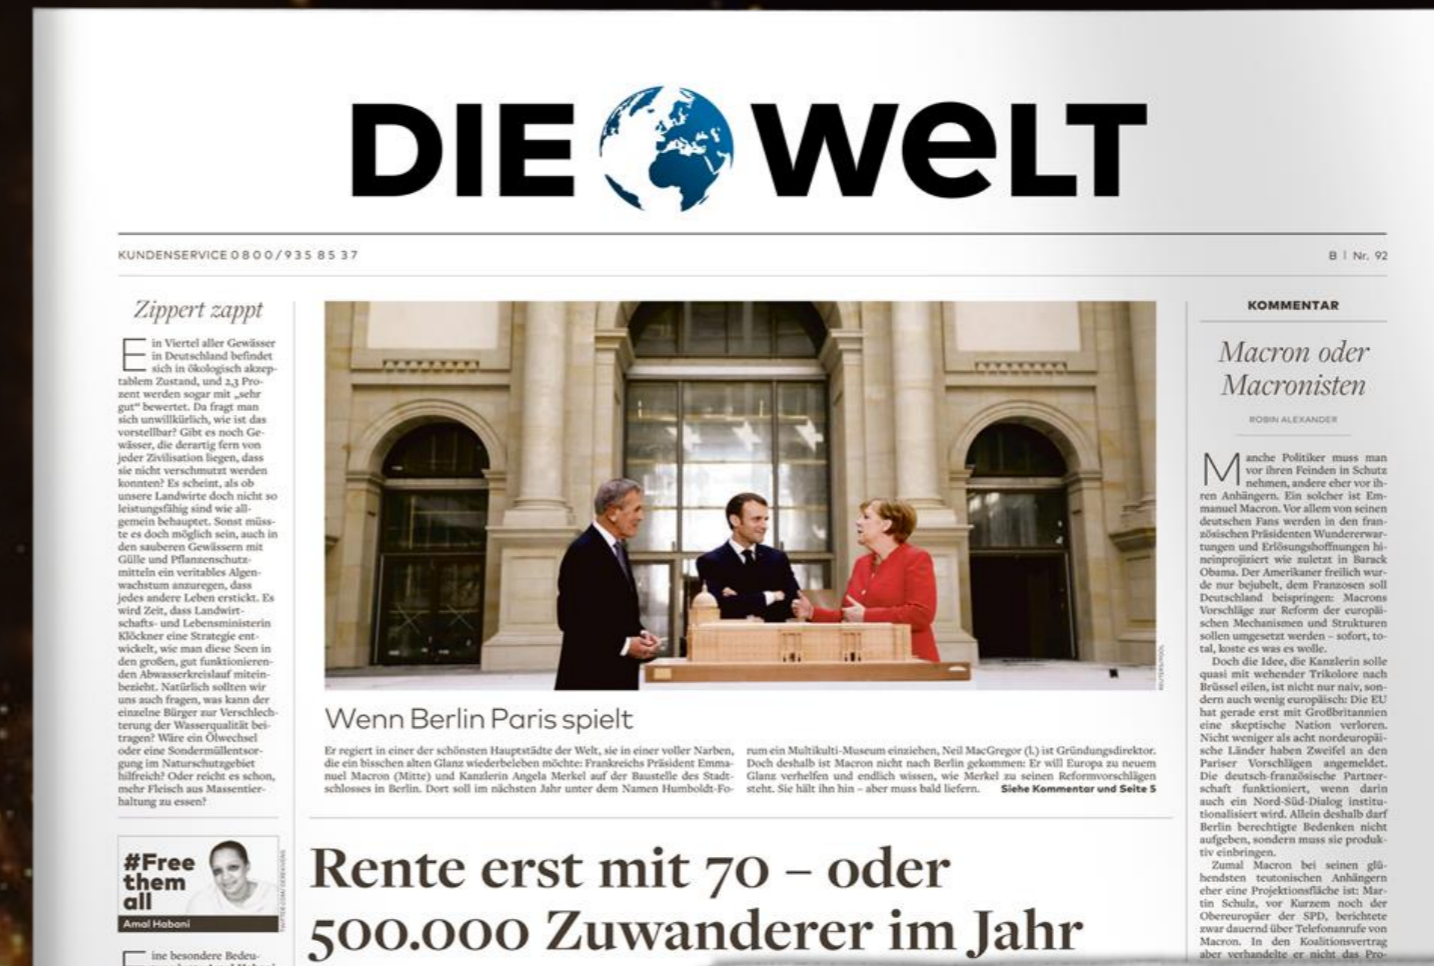 DIE WELT
KUNDENSERVICE 0 8 0 0 / 9 3 5 8 5 3 7
B | Nr. 92
Zippert zappt
Ein Viertel aller Gewässer
in Deutschland befindet
sich in ökologisch akzep-
tablem Zustand, und 2,3 Pro-
zent werden sogar mit „sehr
gut“ bewertet. Da fragt man
sich unwillkürlich, wie ist das
vorstellbar? Gibt es noch Ge-
wässer, die derartig fern von
jeder Zivilisation liegen, dass
sie nicht verschmutzt werden
konnten? Es scheint, als ob
unsere Landwirte doch nicht so
leistungsfähig sind wie all-
gemein behauptet. Sonst müss-
te es doch möglich sein, auch in
den sauberen Gewässern mit
Gülle und Pflanzenschutz-
mitteln ein veritables Algen-
wachstum anzuregen, dass
jedes andere Leben erstickt. Es
wird Zeit, dass Landwirt-
schafts- und Lebensministerin
Klöckner eine Strategie ent-
wickelt, wie man diese Seen in
den großen, gut funktionieren-
den Abwasserkreislauf mitein-
bezieht. Natürlich sollten wir
uns auch fragen, was kann der
einzelne Bürger zur Verschlech-
terung der Wasserqualität bei-
tragen? Wäre ein Ölwechsel
oder eine Sondermüllentsor-
gung im Naturschutzgebiet
hilfreich? Oder reicht es schon,
mehr Fleisch aus Massentier-
haltung zu essen?
#Free
them
all
Amal Habani
Eine besondere Bedeu-
REUTERS/POOL
Wenn Berlin Paris spielt
Er regiert in einer der schönsten Hauptstädte der Welt, sie in einer voller Narben,
die ein bisschen alten Glanz wiederbeleben möchte: Frankreichs Präsident Emma-
nuel Macron (Mitte) und Kanzlerin Angela Merkel auf der Baustelle des Stadt-
schlosses in Berlin. Dort soll im nächsten Jahr unter dem Namen Humboldt-Fo-
rum ein Multikulti-Museum einziehen, Neil MacGregor (l.) ist Gründungsdirektor.
Doch deshalb ist Macron nicht nach Berlin gekommen: Er will Europa zu neuem
Glanz verhelfen und endlich wissen, wie Merkel zu seinen Reformvorschlägen
steht. Sie hält ihn hin – aber muss bald liefern. Siehe Kommentar und Seite 5
Rente erst mit 70 – oder
500.000 Zuwanderer im Jahr
KOMMENTAR
Macron oder
Macronisten
ROBIN ALEXANDER
Manche Politiker muss man
vor ihren Feinden in Schutz
nehmen, andere eher vor ih-
ren Anhängern. Ein solcher ist Em-
manuel Macron. Vor allem von seinen
deutschen Fans werden in den fran-
zösischen Präsidenten Wundererwar-
tungen und Erlösungshoffnungen hi-
neinprojiziert wie zuletzt in Barack
Obama. Der Amerikaner freilich wur-
de nur bejubelt, dem Franzosen soll
Deutschland beispringen: Macrons
Vorschläge zur Reform der europäi-
schen Mechanismen und Strukturen
sollen umgesetzt werden – sofort, to-
tal, koste es was es wolle.
Doch die Idee, die Kanzlerin solle
quasi mit wehender Trikolore nach
Brüssel eilen, ist nicht nur naiv, son-
dern auch wenig europäisch: Die EU
hat gerade erst mit Großbritannien
eine skeptische Nation verloren.
Nicht weniger als acht nordeuropäi-
sche Länder haben Zweifel an den
Pariser Vorschlägen angemeldet.
Die deutsch-französische Partner-
schaft funktioniert, wenn darin
auch ein Nord-Süd-Dialog institu-
tionalisiert wird. Allein deshalb darf
Berlin berechtigte Bedenken nicht
aufgeben, sondern muss sie produk-
tiv einbringen.
Zumal Macron bei seinen glü-
hendsten teutonischen Anhängern
eher eine Projektionsfläche ist: Mar-
tin Schulz, vor Kurzem noch der
Obereuropäer der SPD, berichtete
zwar dauernd über Telefonanrufe von
Macron. In den Koalitionsvertrag
aber verhandelte er nicht das Pro-